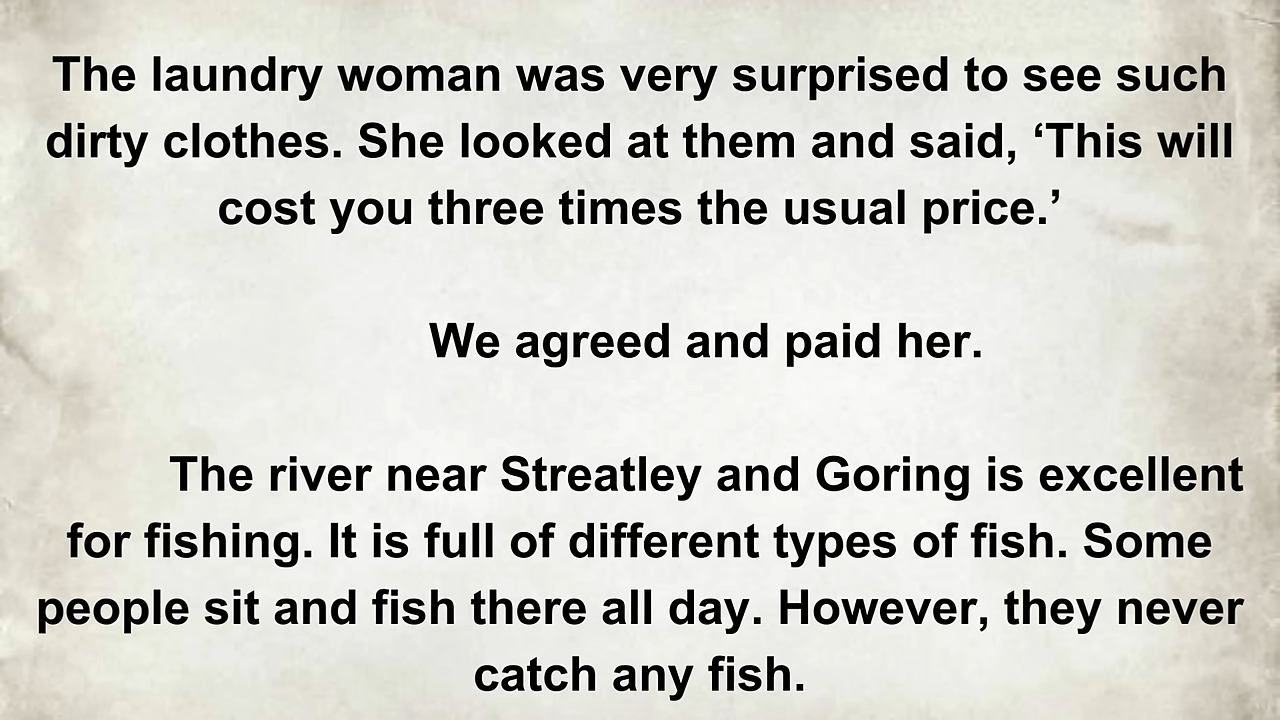 The laundry woman was very surprised to see such
dirty clothes. She looked at them and said, ‘This will
cost you three times the usual price.’
We agreed and paid her.
The river near Streatley and Goring is excellent
for fishing. It is full of different types of fish. Some
people sit and fish there all day. However, they never
catch any fish.